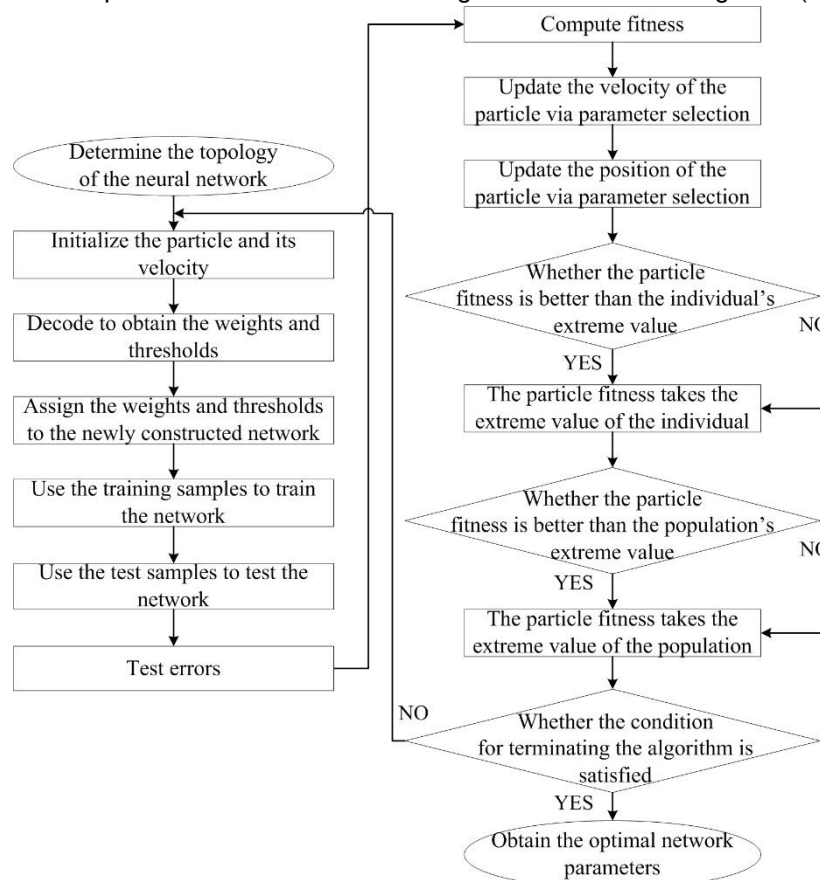 Determine the topology
of the neural network
Initialize the particle and its
velocity
Decode to obtain the weights and
thresholds
Assign the weights and thresholds
to the newly constructed network
Use the training samples to train
the network
Use the test samples to test the
network
Test errors
Compute fitness
Update the velocity of the
particle via parameter selection
Update the position of the
particle via parameter selection
Whether the particle
fitness is better than the individual's
extreme value
NO
YES
The particle fitness takes the
extreme value of the individual
Whether the particle
fitness is better than the population's
extreme value
NO
YES
The particle fitness takes the
extreme value of the population
NO
Whether the condition
for terminating the algorithm is
satisfied
YES
Obtain the optimal network
parameters